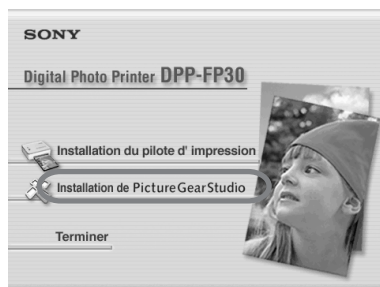 SONY
Digital Photo Printer DPP-FP30
Installation du pilote d' impression
Installation de PictureGearStudio
Terminer